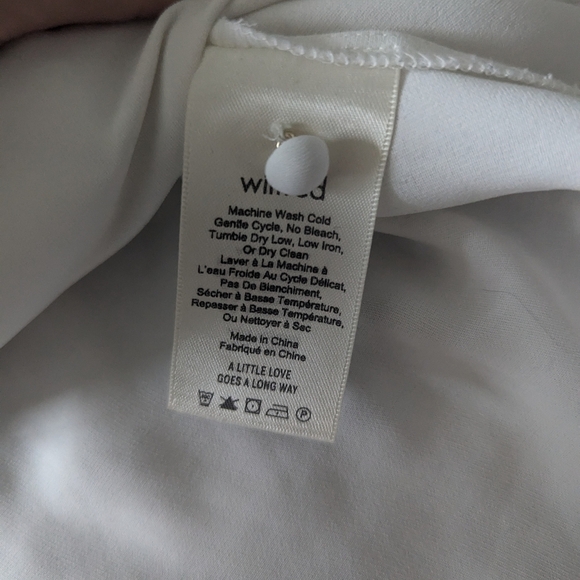 Machine Wash Cold
Gentle Cycle, No Bleach,
Tumble Dry Low, Low Iron,
Or Dry Clean
Laver à La Machine à
L'eau Froide Au Cycle Délicat,
Pas De Blanchiment,
Sécher à Basse Température,
Repasser à Basse Température,
Ou Nettoyer à Sec
Made in China
Fabriqué en Chine
A LITTLE LOVE
GOES A LONG WAY
P